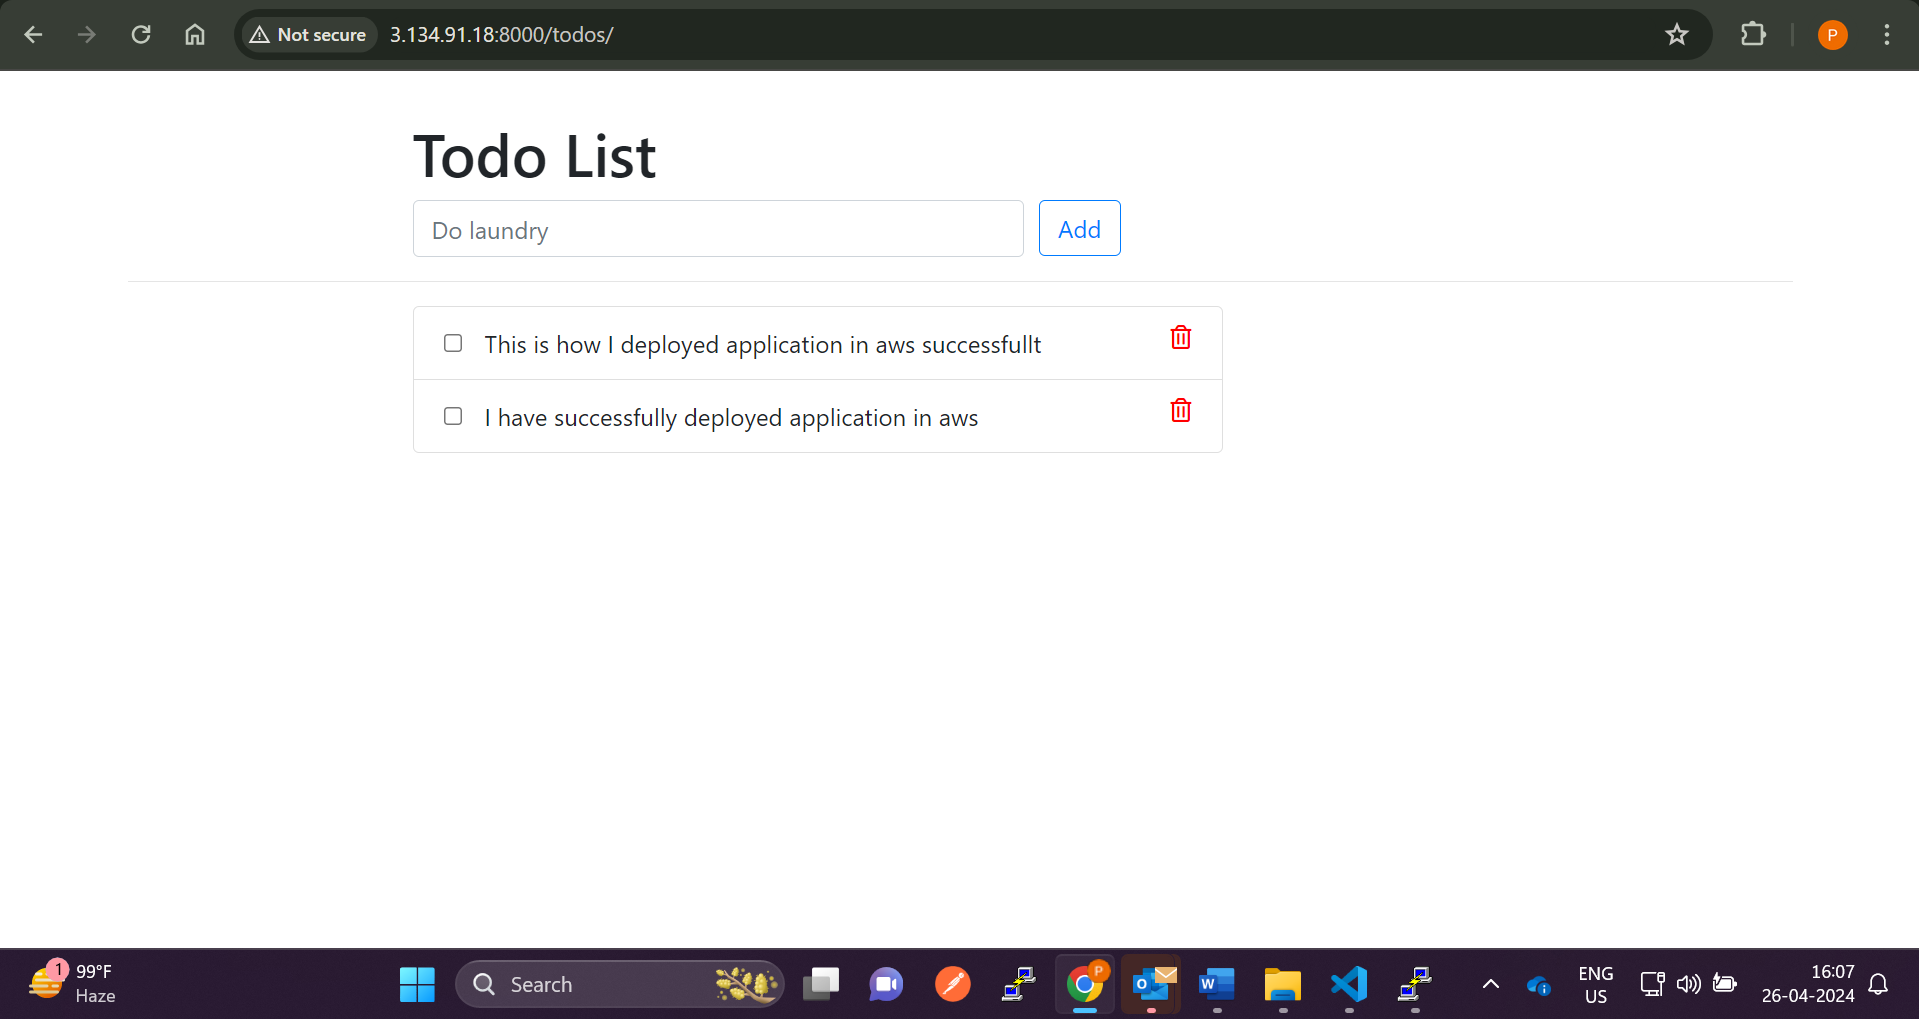 Not secure 3.134.91.18:8000/todos/
P
Todo List
Do laundry
Add
This is how I deployed application in aws successfullt
I have successfully deployed application in aws
1
99°F
Haze
Search
P
O
W
ENG
US
16:07
26-04-2024